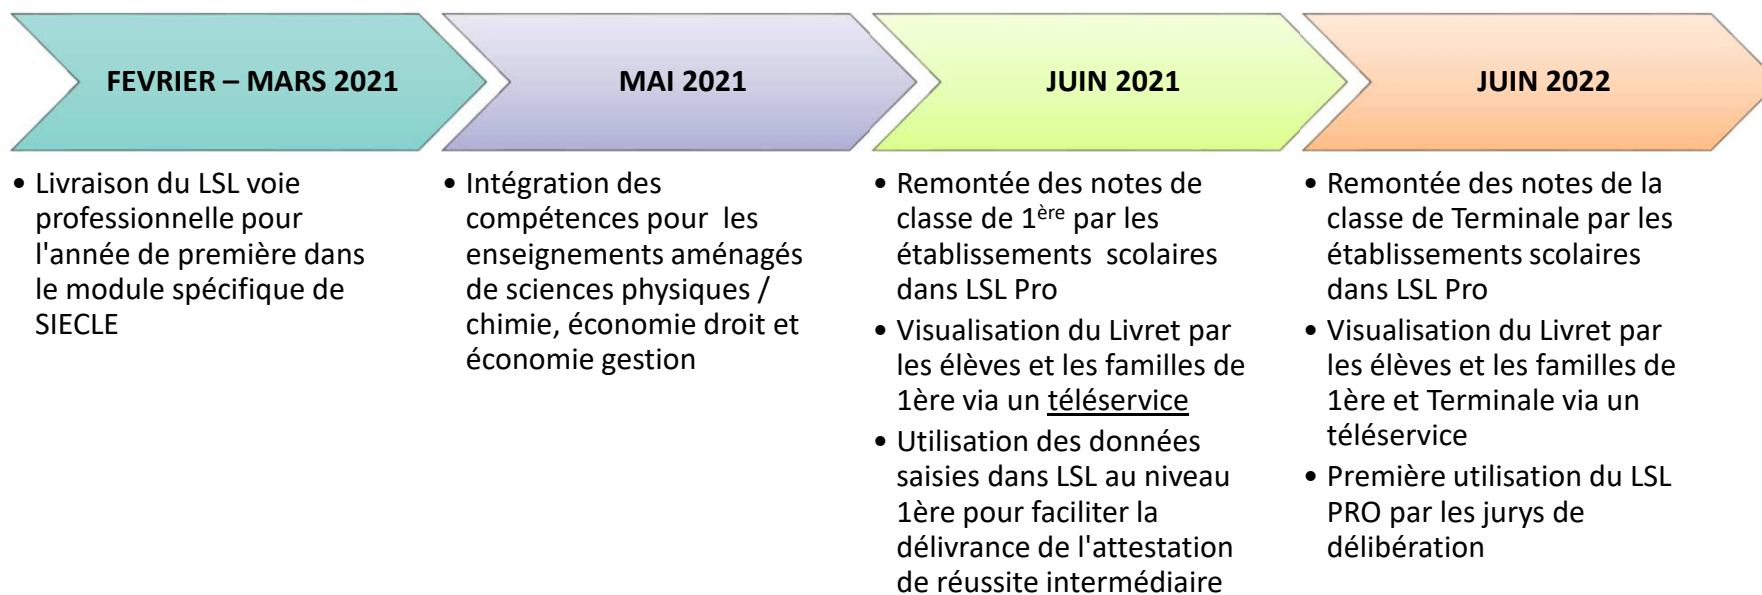 FEVRIER – MARS 2021
• Livraison du LSL voie
professionnelle pour
l'année de première dans
le module spécifique de
SIECLE
MAI 2021
• Intégration des
compétences pour les
enseignements aménagés
de sciences physiques /
chimie, économie droit et
économie gestion
JUIN 2021
• Remontée des notes de
classe de 1ère par les
établissements scolaires
dans LSL Pro
• Visualisation du Livret par
les élèves et les familles de
1ère via un téléservice
• Utilisation des données
saisies dans LSL au niveau
1ère pour faciliter la
délivrance de l'attestation
de réussite intermédiaire
JUIN 2022
• Remontée des notes de la
classe de Terminale par les
établissements scolaires
dans LSL Pro
• Visualisation du Livret par
les élèves et les familles de
1ère et Terminale via un
téléservice
• Première utilisation du LSL
PRO par les jurys de
délibération